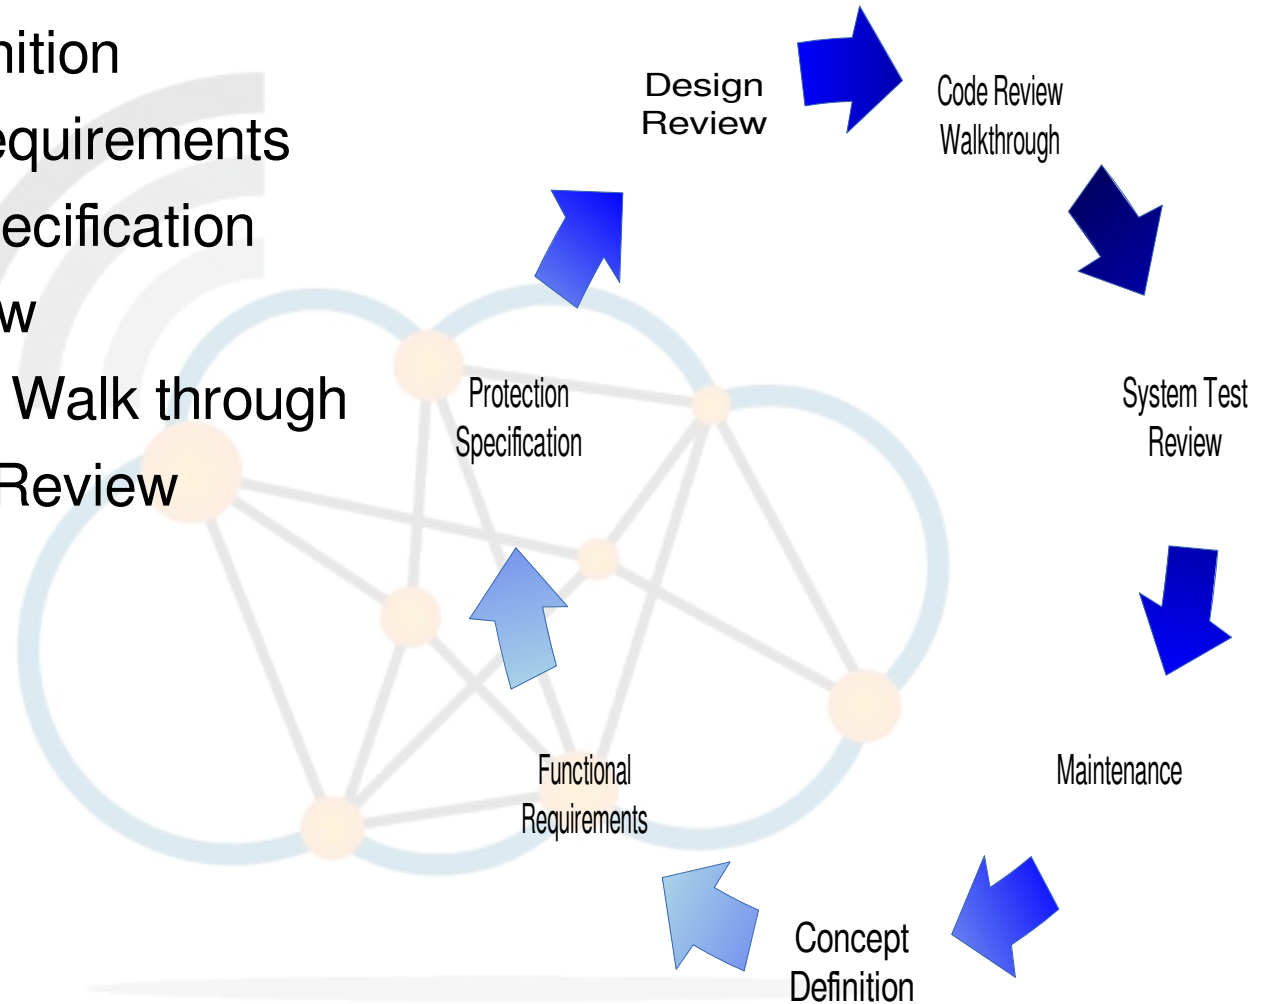 nition
equirements
ecification
w
Walk through
Review
Design
Review
Code Review
Walkthrough
System Test
Review
Maintenance
Concept
Definition
Functional
Requirements
Protection
Specification